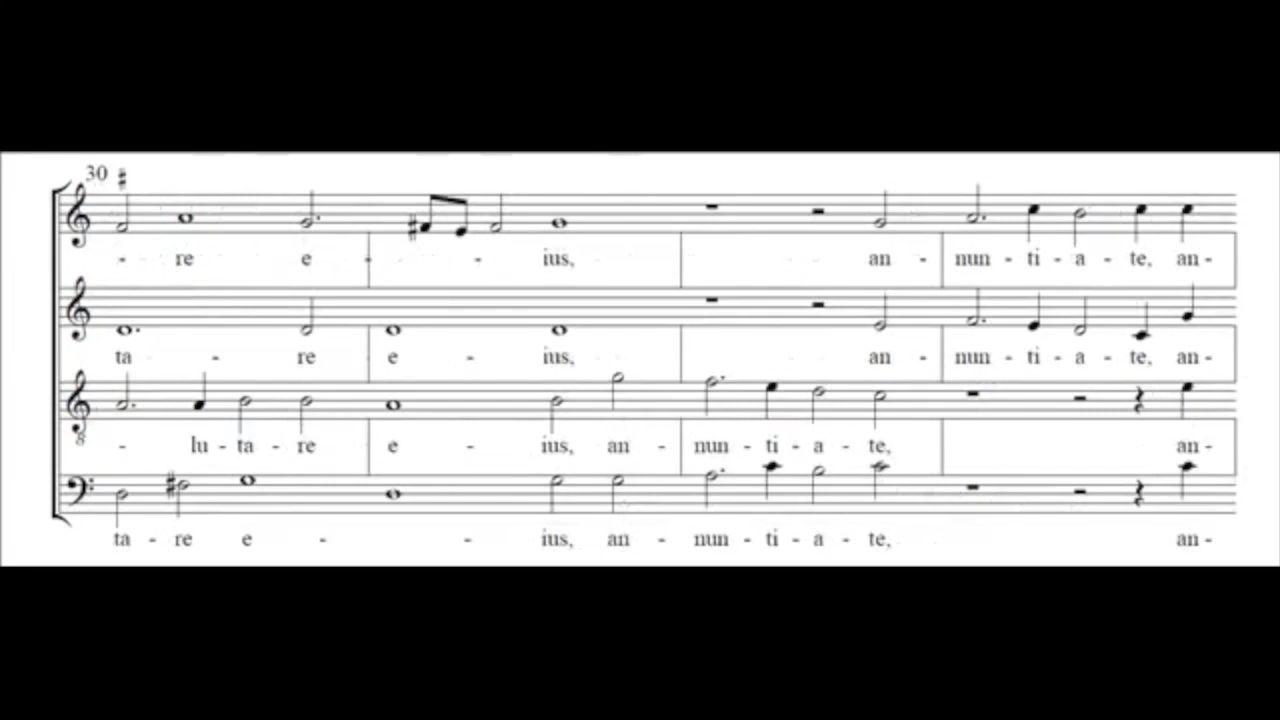 30
- re e - - ius, an - nun - ti - a - te, an -
ta - re e - ius, an - nun - ti - a - te, an -
8
- lu - ta - re e - ius, an - nun - ti - a - te, an -
ta - re e - - ius, an - nun - ti - a - te, an -